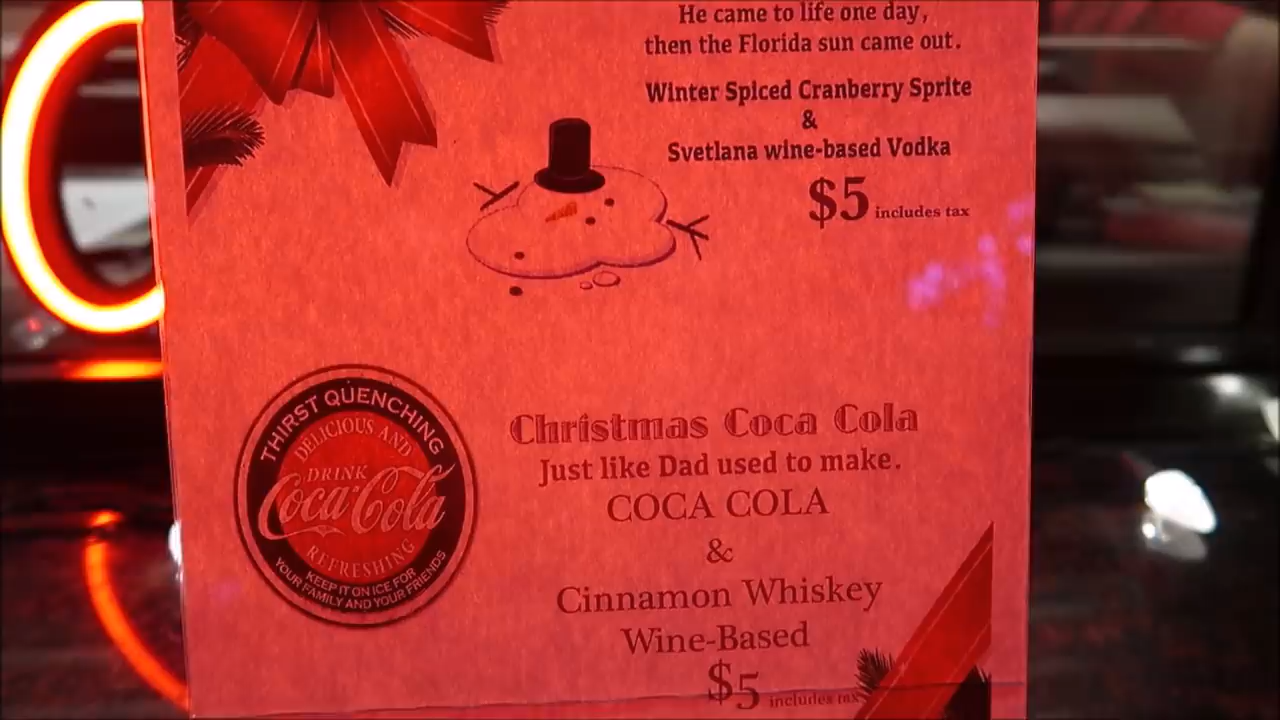 He came to life one day,
then the Florida sun came out.
Winter Spiced Cranberry Sprite
&
Svetlana wine-based Vodka
$5 includes tax
THIRST QUENCHING
DELICIOUS AND
DRINK
Coca-Cola
REFRESHING
KEEP IT ON ICE FOR
YOUR FAMILY AND YOUR FRIENDS
Christmas Coca Cola
Just like Dad used to make.
COCA COLA
&
Cinnamon Whiskey
Wine-Based
$5 includes tax